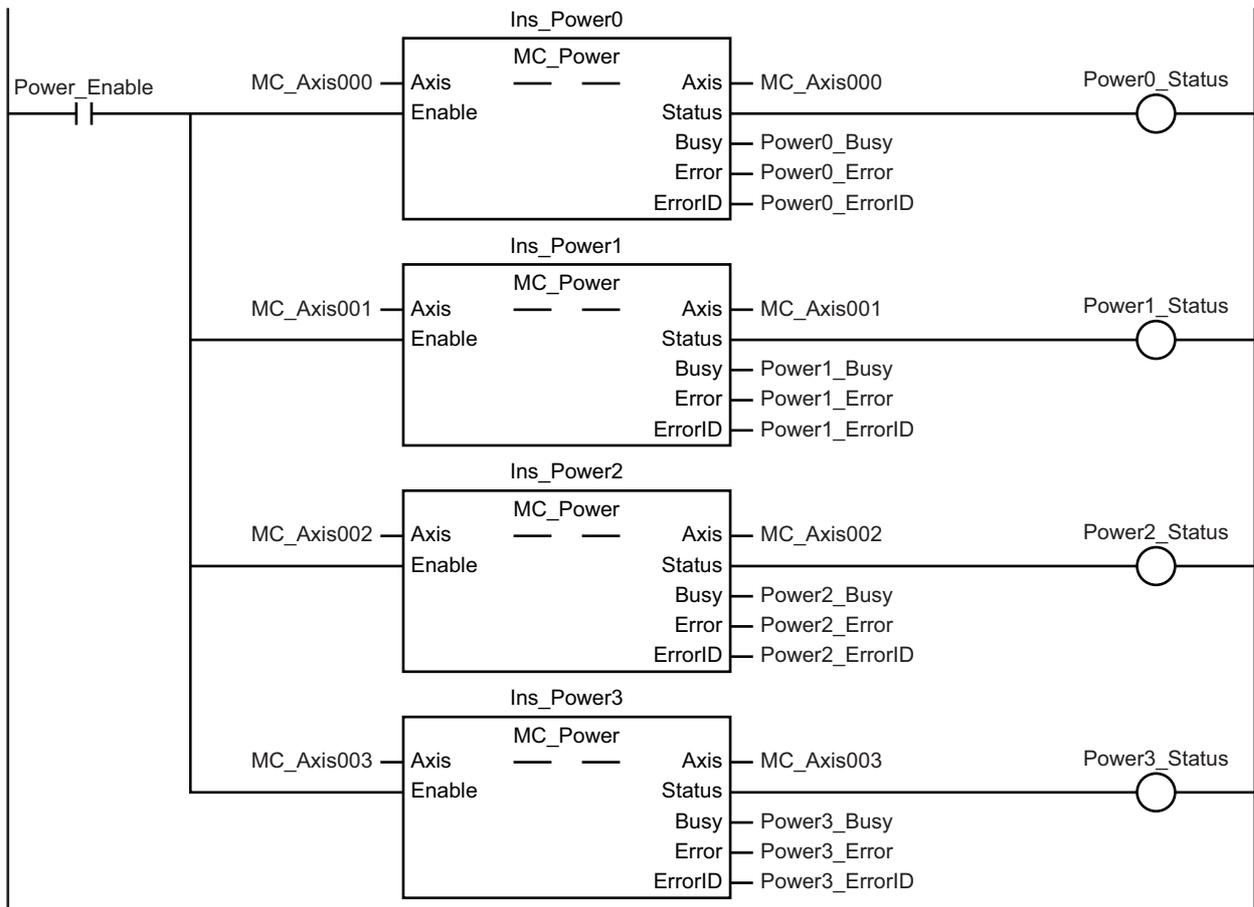 Ins_Power0
MC_Power
Power_Enable
MC_Axis000 Axis Axis MC_Axis000 Power0_Status
Enable Status
Busy Power0_Busy
Error Power0_Error
ErrorID Power0_ErrorID
Ins_Power1
MC_Power
MC_Axis001 Axis Axis MC_Axis001 Power1_Status
Enable Status
Busy Power1_Busy
Error Power1_Error
ErrorID Power1_ErrorID
Ins_Power2
MC_Power
MC_Axis002 Axis Axis MC_Axis002 Power2_Status
Enable Status
Busy Power2_Busy
Error Power2_Error
ErrorID Power2_ErrorID
Ins_Power3
MC_Power
MC_Axis003 Axis Axis MC_Axis003 Power3_Status
Enable Status
Busy Power3_Busy
Error Power3_Error
ErrorID Power3_ErrorID